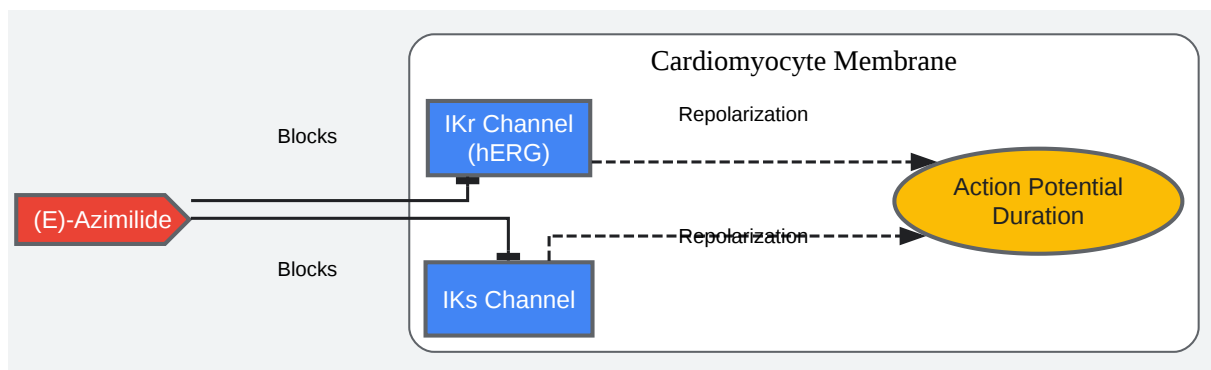 Cardiomyocyte Membrane
IKr Channel
(hERG)
Repolarization
Blocks
(E)-Azimilide
Action Potential
Duration
Repolarization
Blocks
IKs Channel